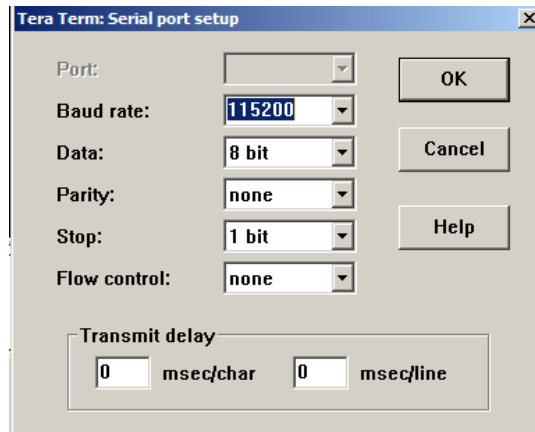 Tera Term: Serial port setup
Port:
OK
Baud rate: 115200
Data: 8 bit
Cancel
Parity: none
Stop: 1 bit
Help
Flow control: none
Transmit delay
0 msec/char 0 msec/line